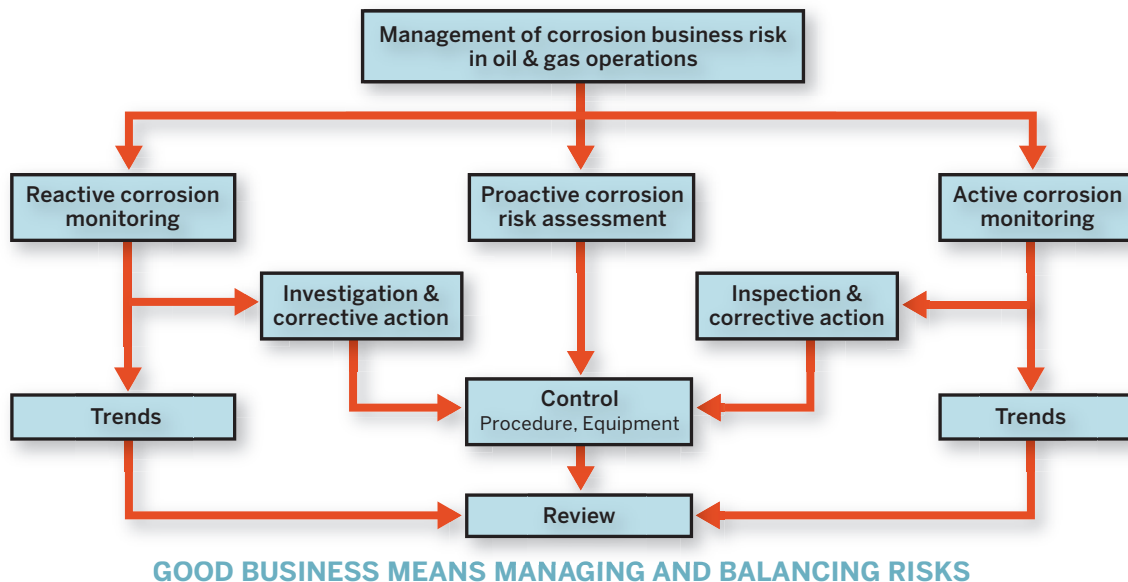 Management of corrosion business risk
in oil & gas operations
Reactive corrosion
monitoring
Proactive corrosion
risk assessment
Active corrosion
monitoring
Investigation &
corrective action
Inspection &
corrective action
Trends
Control
Procedure, Equipment
Trends
Review
GOOD BUSINESS MEANS MANAGING AND BALANCING RISKS